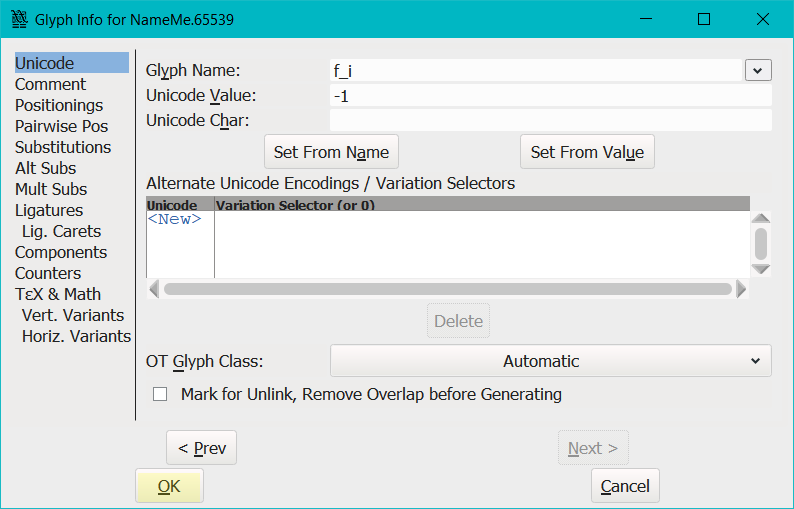 Glyph Info for NameMe.65539
Unicode
Comment
Positionings
Pairwise Pos
Substitutions
Alt Subs
Mult Subs
Ligatures
Lig. Carets
Components
Counters
TεX & Math
Vert. Variants
Horiz. Variants
Glyph Name: f_i
Unicode Value: -1
Unicode Char:
Set From Name Set From Value
Alternate Unicode Encodings / Variation Selectors
Unicode Variation Selector (or 0)
<New>
Delete
OT Glyph Class: Automatic
Mark for Unlink, Remove Overlap before Generating
< Prev Next >
OK Cancel